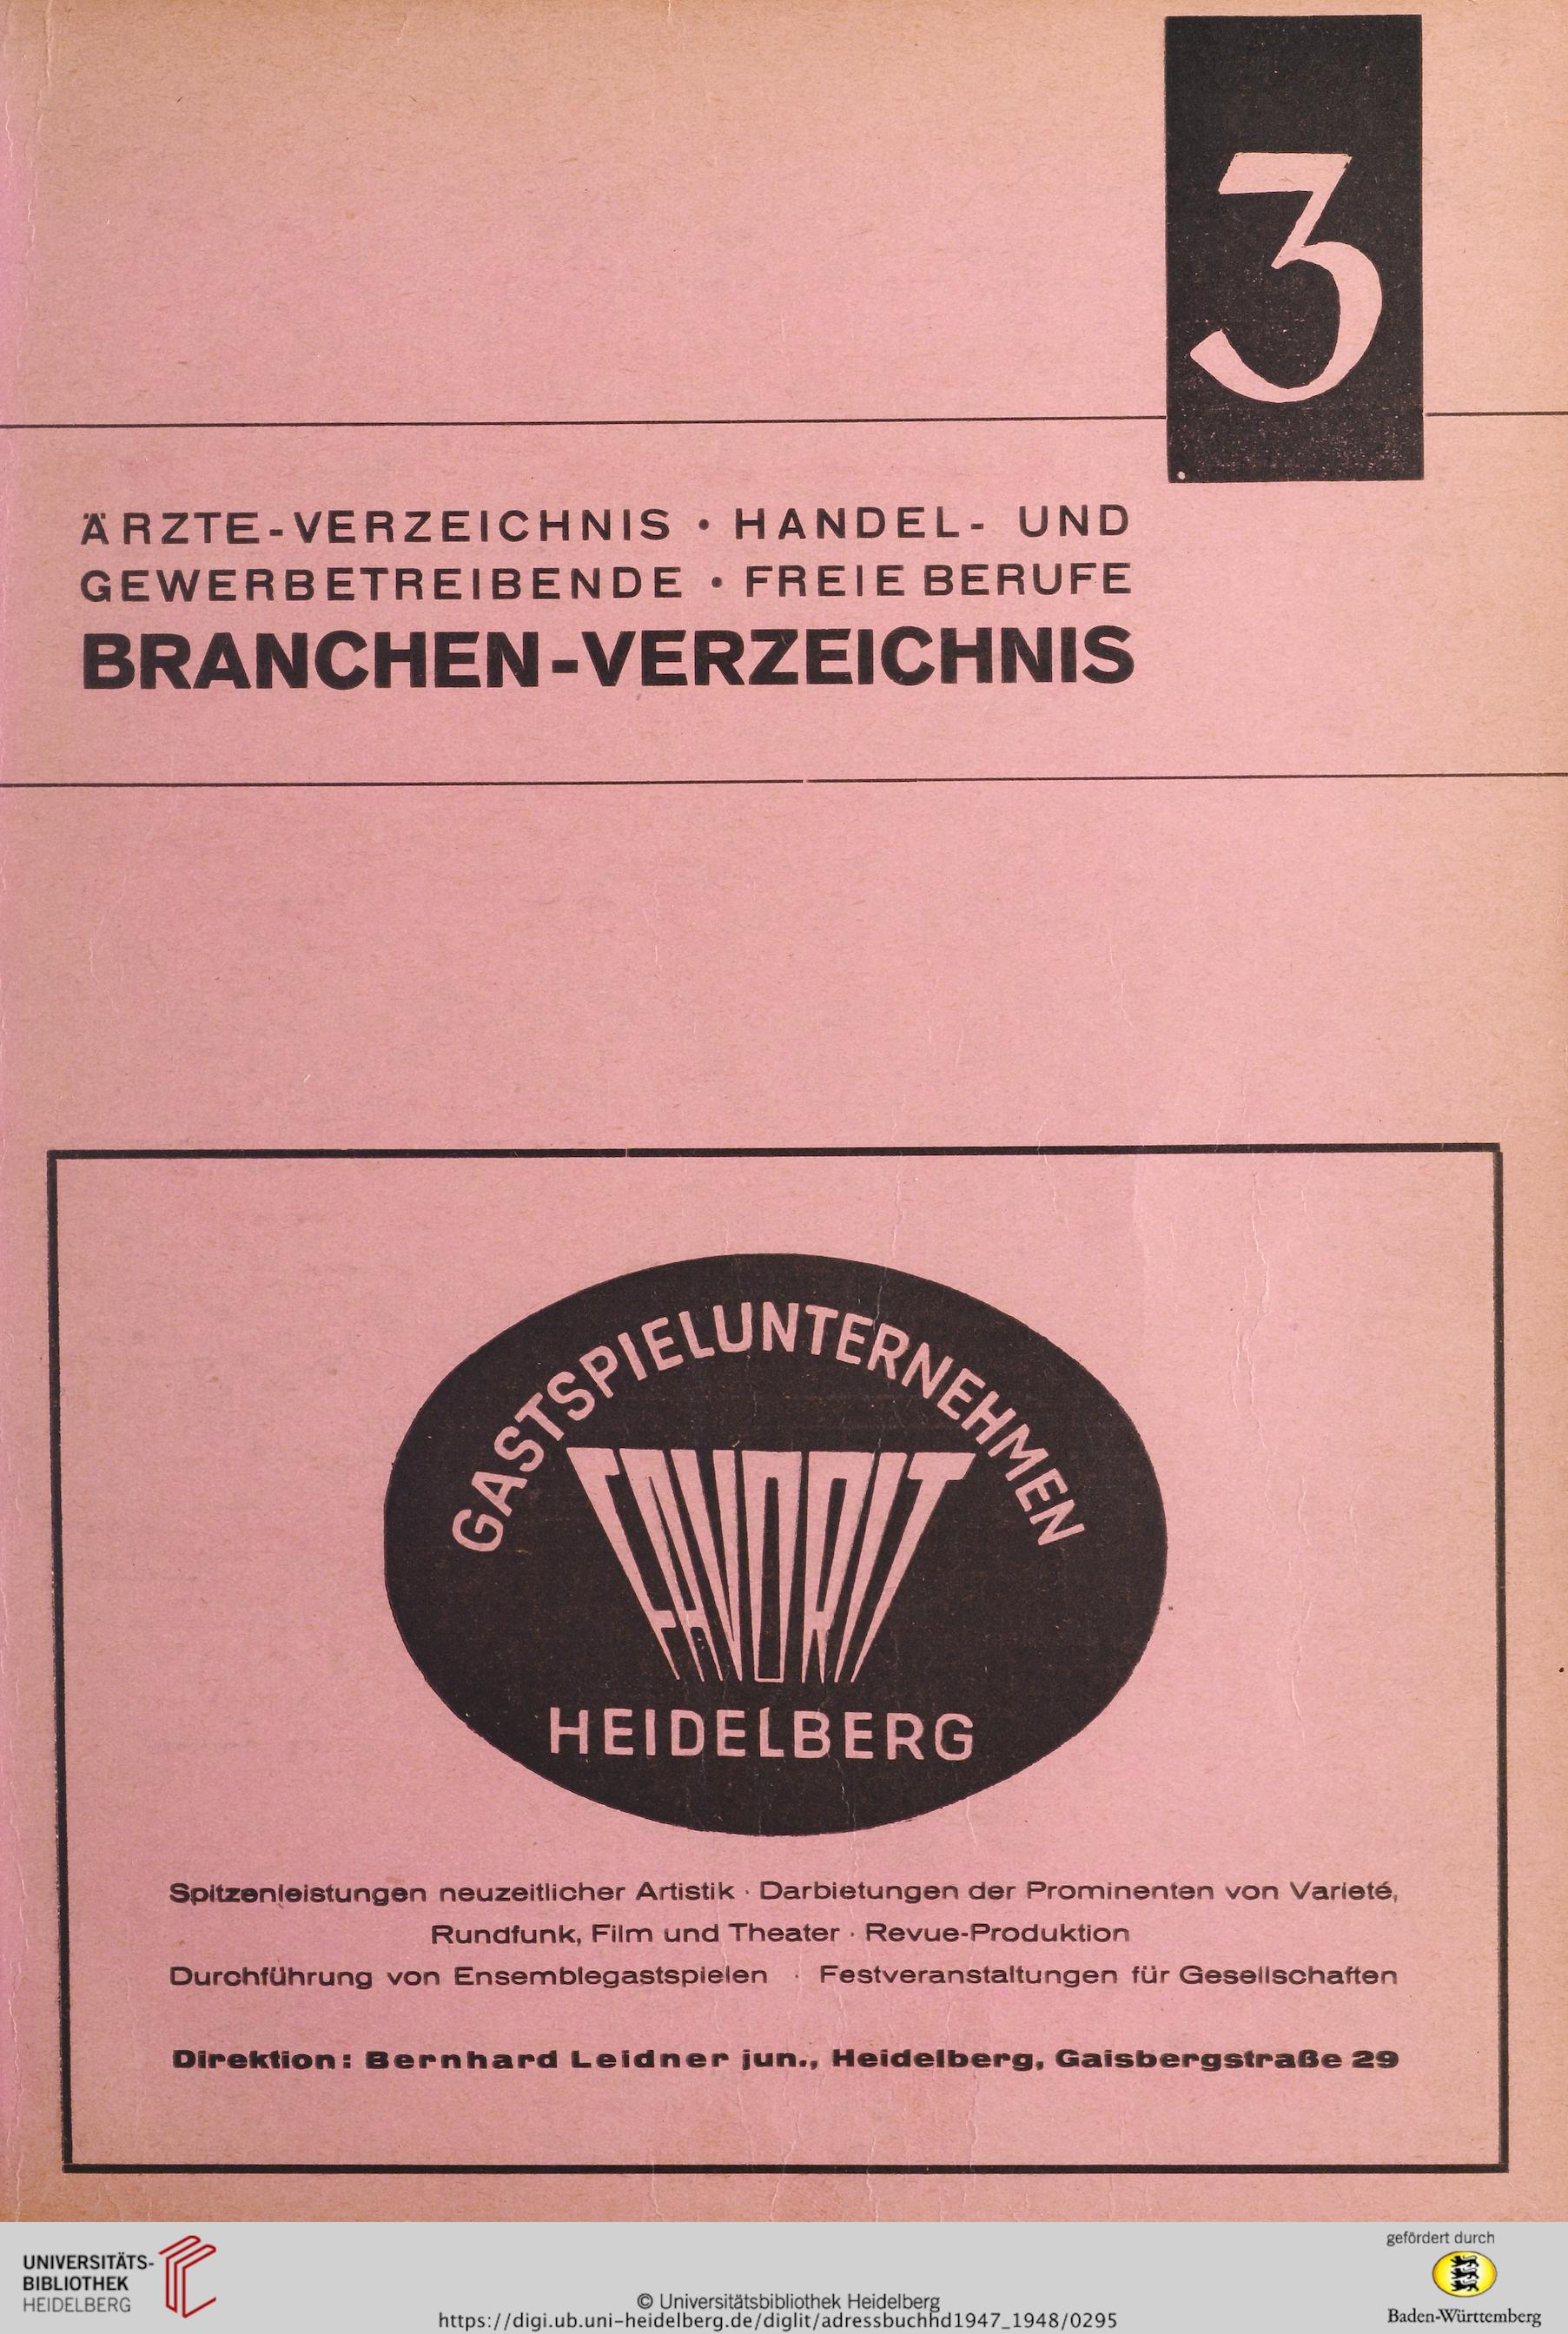 3
ÄRZTE-VERZEICHNIS • HANDEL- UND
GEWERBETREIBENDE • FREIE BERUFE
BRANCHEN-VERZEICHNIS
GASTSPIELUNTERNEHMEN
FAVORIT
HEIDELBERG
Spitzenleistungen neuzeitlicher Artistik · Darbietungen der Prominenten von Varieté,
Rundfunk, Film und Theater · Revue-Produktion
Durchführung von Ensemblegastspielen · Festveranstaltungen für Gesellschaften
Direktion: Bernhard Leidner jun., Heidelberg, Gaisbergstraße 29
UNIVERSITÄTS-
BIBLIOTHEK
HEIDELBERG
© Universitätsbibliothek Heidelberg
https://digi.ub.uni-heidelberg.de/diglit/adressbuchhd1947_1948/0295
gefördert durch
Baden-Württemberg